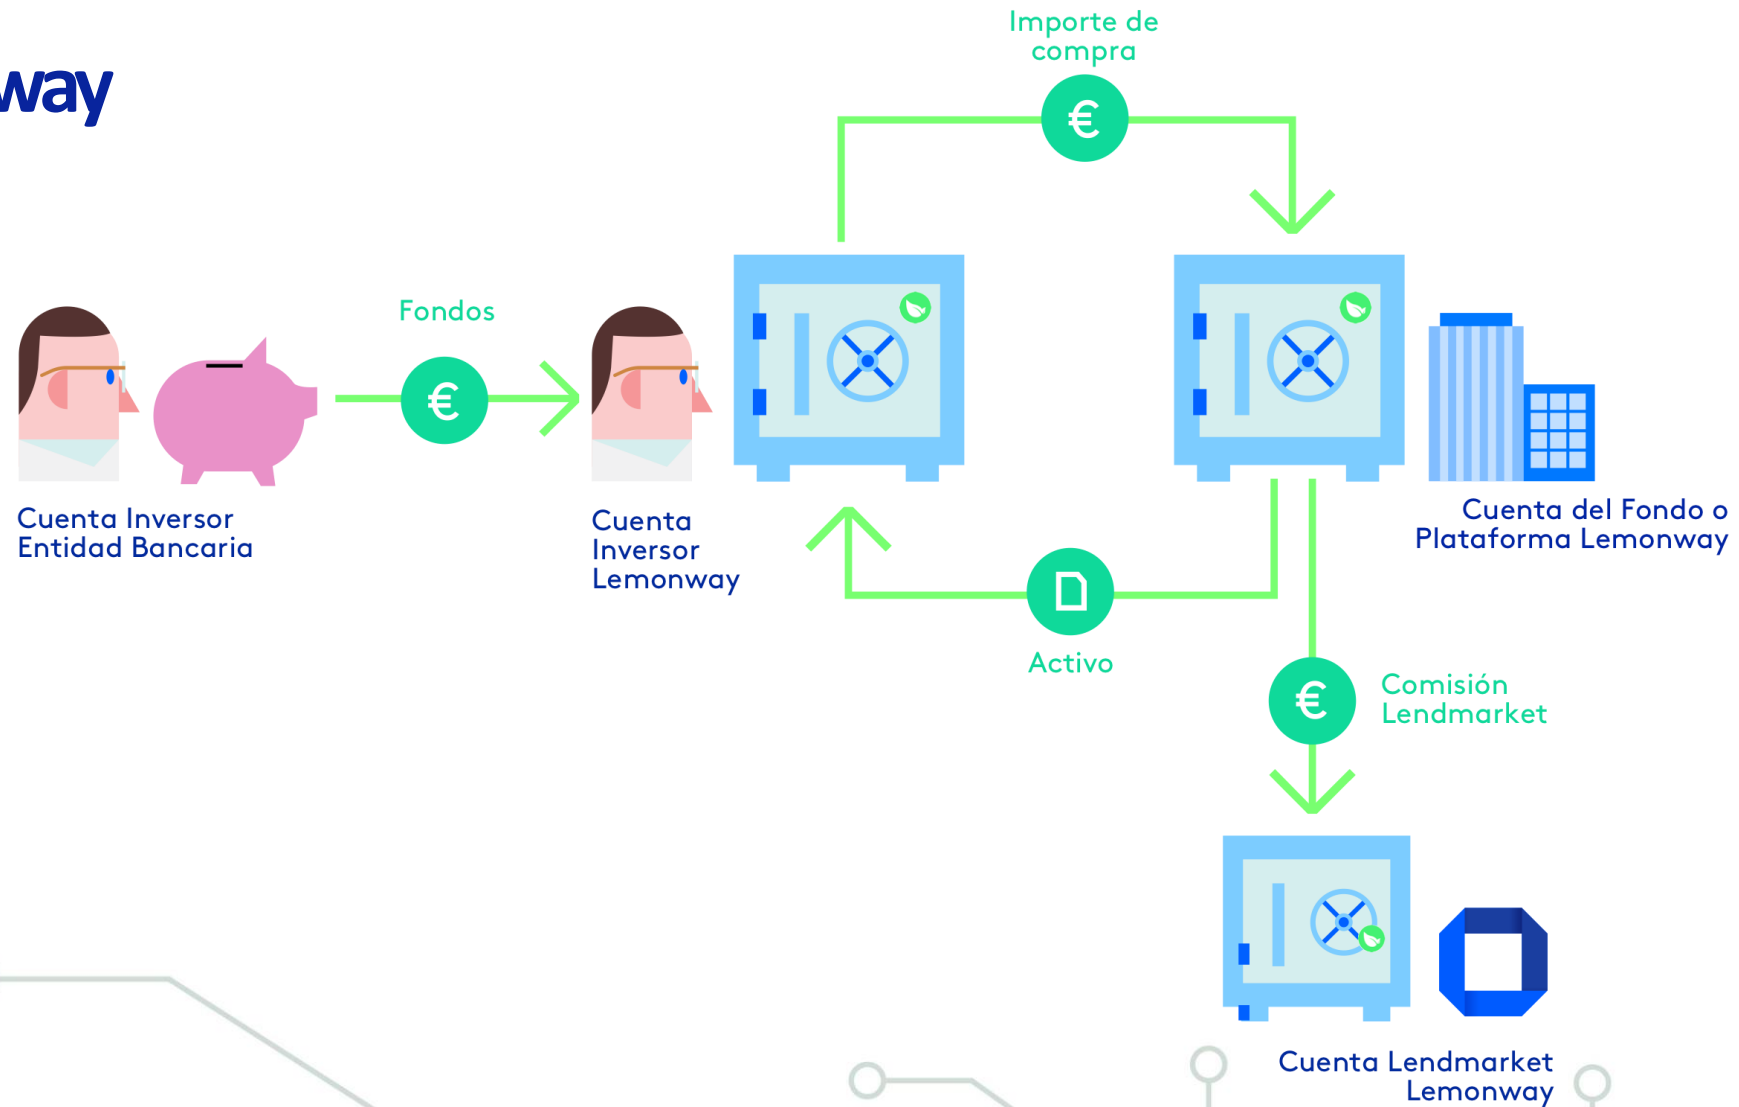 way
Importe de
compra
Fondos
Cuenta Inversor
Entidad Bancaria
Cuenta
Inversor
Lemonway
Cuenta del Fondo o
Plataforma Lemonway
Activo
Comisión
Lendmarket
Cuenta Lendmarket
Lemonway